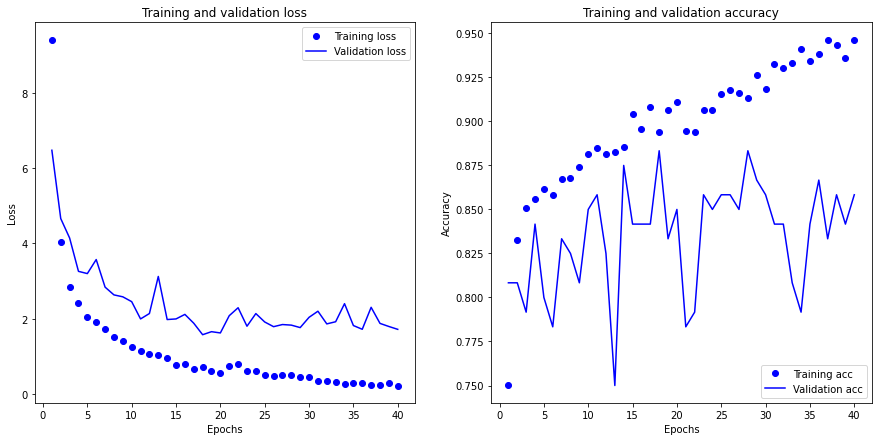 Training and validation loss
Training loss
Validation loss
8
6
4
2
0
Loss
0 5 10 15 20 25 30 35 40
Epochs
Training and validation accuracy
0.950
0.925
0.900
0.875
0.850
0.825
0.800
0.775
0.750
Accuracy
Training acc
Validation acc
0 5 10 15 20 25 30 35 40
Epochs